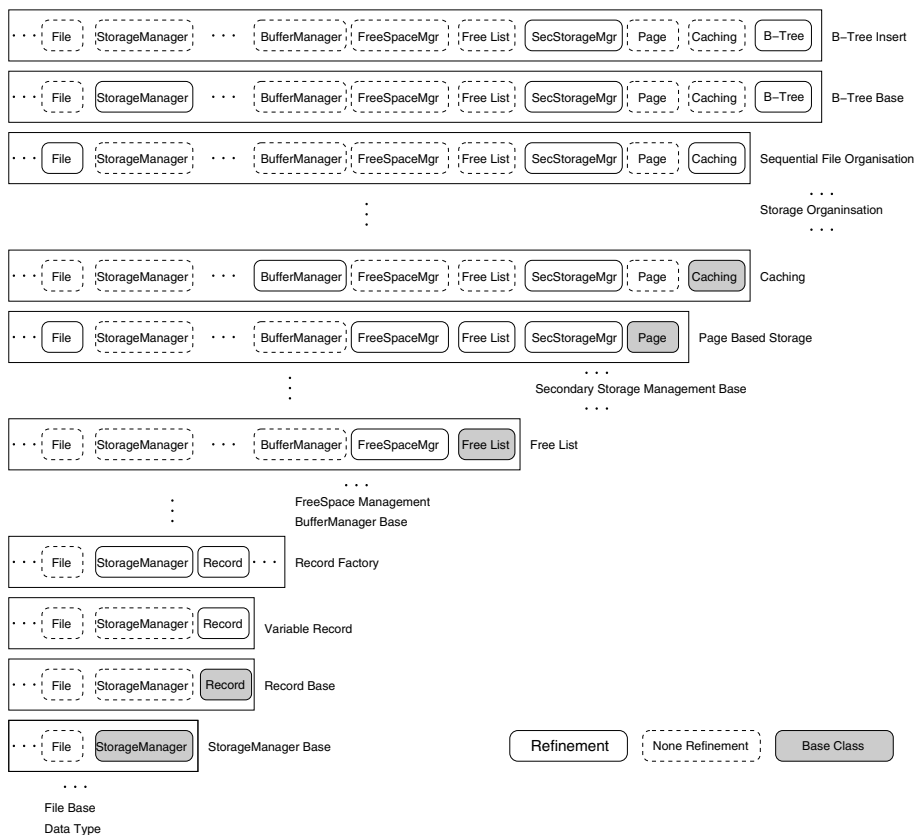 · · · File StorageManager · · · BufferManager FreeSpaceMgr Free List SecStorageMgr Page Caching B−Tree B−Tree Insert
· · · File StorageManager · · · BufferManager FreeSpaceMgr Free List SecStorageMgr Page Caching B−Tree B−Tree Base
· · · File StorageManager · · · BufferManager FreeSpaceMgr Free List SecStorageMgr Page Caching Sequential File Organisation
· · ·
Storage Organinsation
· · ·
· · · File StorageManager · · · BufferManager FreeSpaceMgr Free List SecStorageMgr Page Caching Caching
· · · File StorageManager · · · BufferManager FreeSpaceMgr Free List SecStorageMgr Page Page Based Storage
· · ·
Secondary Storage Management Base
· · ·
· · · File StorageManager · · · BufferManager FreeSpaceMgr Free List Free List
· · ·
FreeSpace Management
BufferManager Base
· · · File StorageManager Record · · · Record Factory
· · · File StorageManager Record Variable Record
· · · File StorageManager Record Record Base
· · · File StorageManager StorageManager Base
Refinement None Refinement Base Class
· · ·
File Base
Data Type